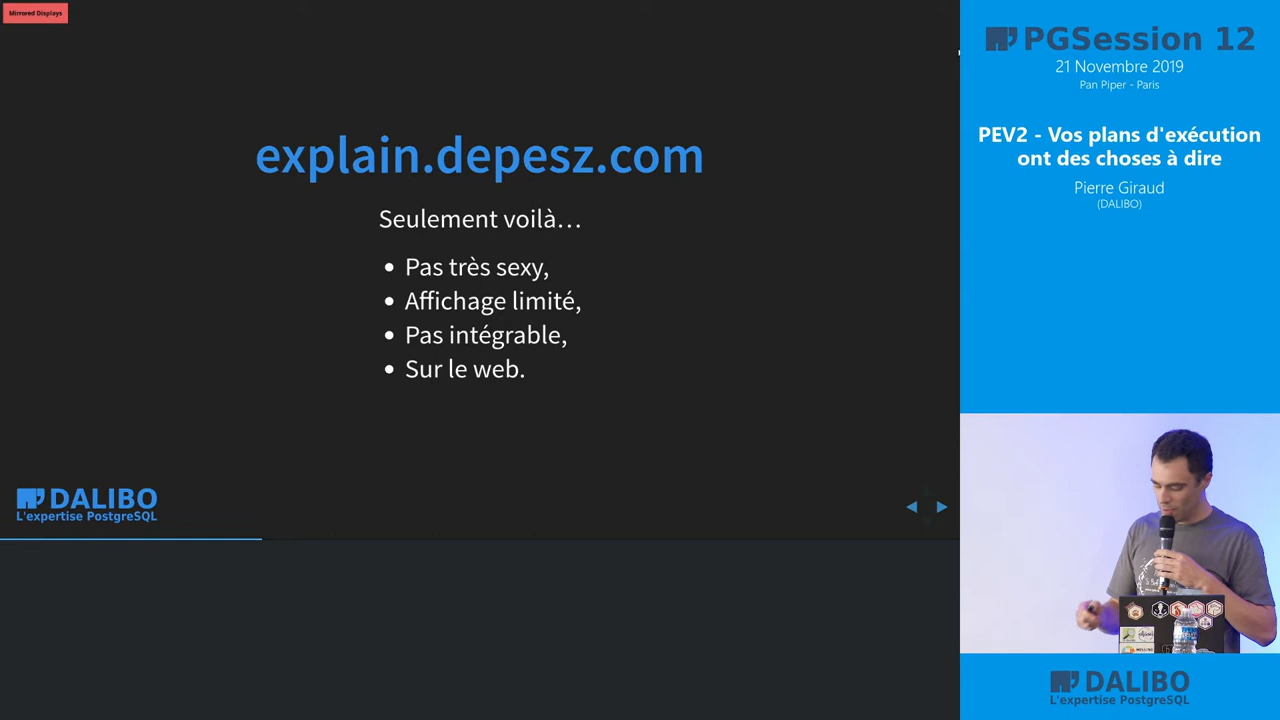 Mirrored Displays
explain.depesz.com
Seulement voilà…
Pas très sexy,
Affichage limité,
Pas intégrable,
Sur le web.
DALIBO
L'expertise PostgreSQL
PGSession 12
21 Novembre 2019
Pan Piper - Paris
PEV2 - Vos plans d'exécution
ont des choses à dire
Pierre Giraud
(DALIBO)
DALIBO
L'expertise PostgreSQL